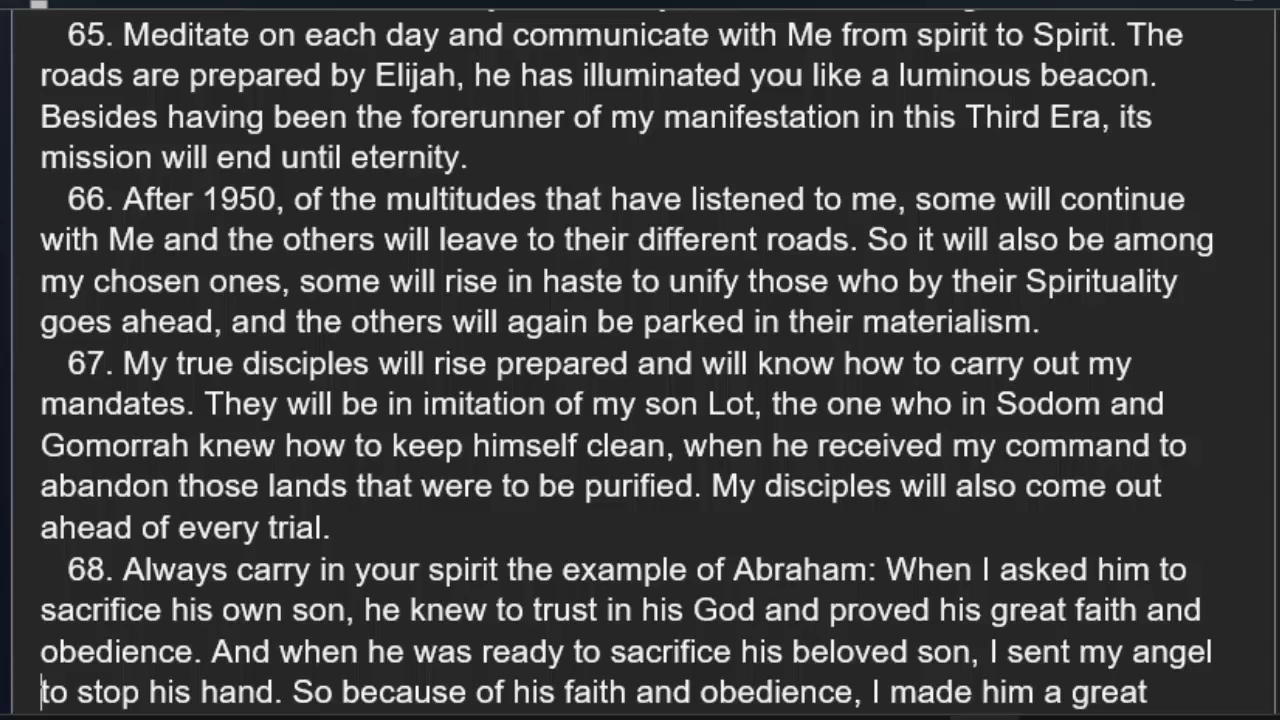 65. Meditate on each day and communicate with Me from spirit to Spirit. The
roads are prepared by Elijah, he has illuminated you like a luminous beacon.
Besides having been the forerunner of my manifestation in this Third Era, its
mission will end until eternity.
66. After 1950, of the multitudes that have listened to me, some will continue
with Me and the others will leave to their different roads. So it will also be among
my chosen ones, some will rise in haste to unify those who by their Spirituality
goes ahead, and the others will again be parked in their materialism.
67. My true disciples will rise prepared and will know how to carry out my
mandates. They will be in imitation of my son Lot, the one who in Sodom and
Gomorrah knew how to keep himself clean, when he received my command to
abandon those lands that were to be purified. My disciples will also come out
ahead of every trial.
68. Always carry in your spirit the example of Abraham: When I asked him to
sacrifice his own son, he knew to trust in his God and proved his great faith and
obedience. And when he was ready to sacrifice his beloved son, I sent my angel
to stop his hand. So because of his faith and obedience, I made him a great